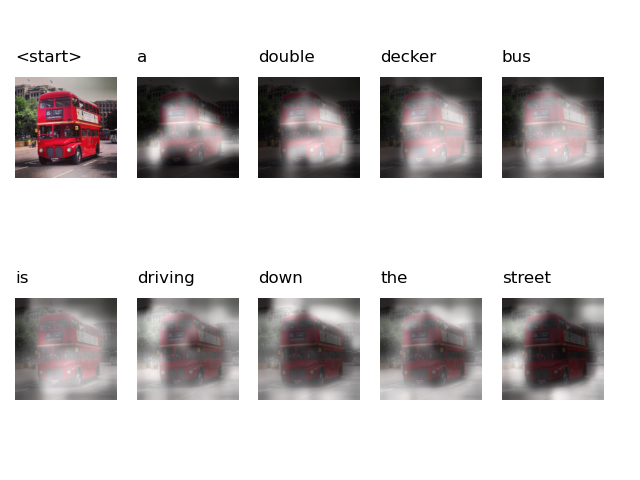 <start> a double decker bus
is driving down the street